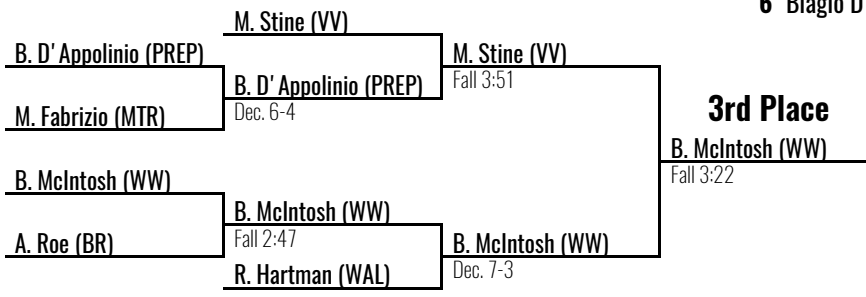 6 Biagio D
M. Stine (VV)
B. D'Appolinio (PREP)
M. Stine (VV)
Fall 3:51
B. D'Appolinio (PREP)
Dec. 6-4
M. Fabrizio (MTR)
3rd Place
B. McIntosh (WW)
Fall 3:22
B. McIntosh (WW)
B. McIntosh (WW)
Fall 2:47
A. Roe (BR)
B. McIntosh (WW)
Dec. 7-3
R. Hartman (WAL)